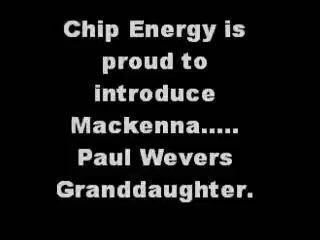 Chip Energy is
proud to
introduce
Mackenna.....
Paul Wevers
Granddaughter.